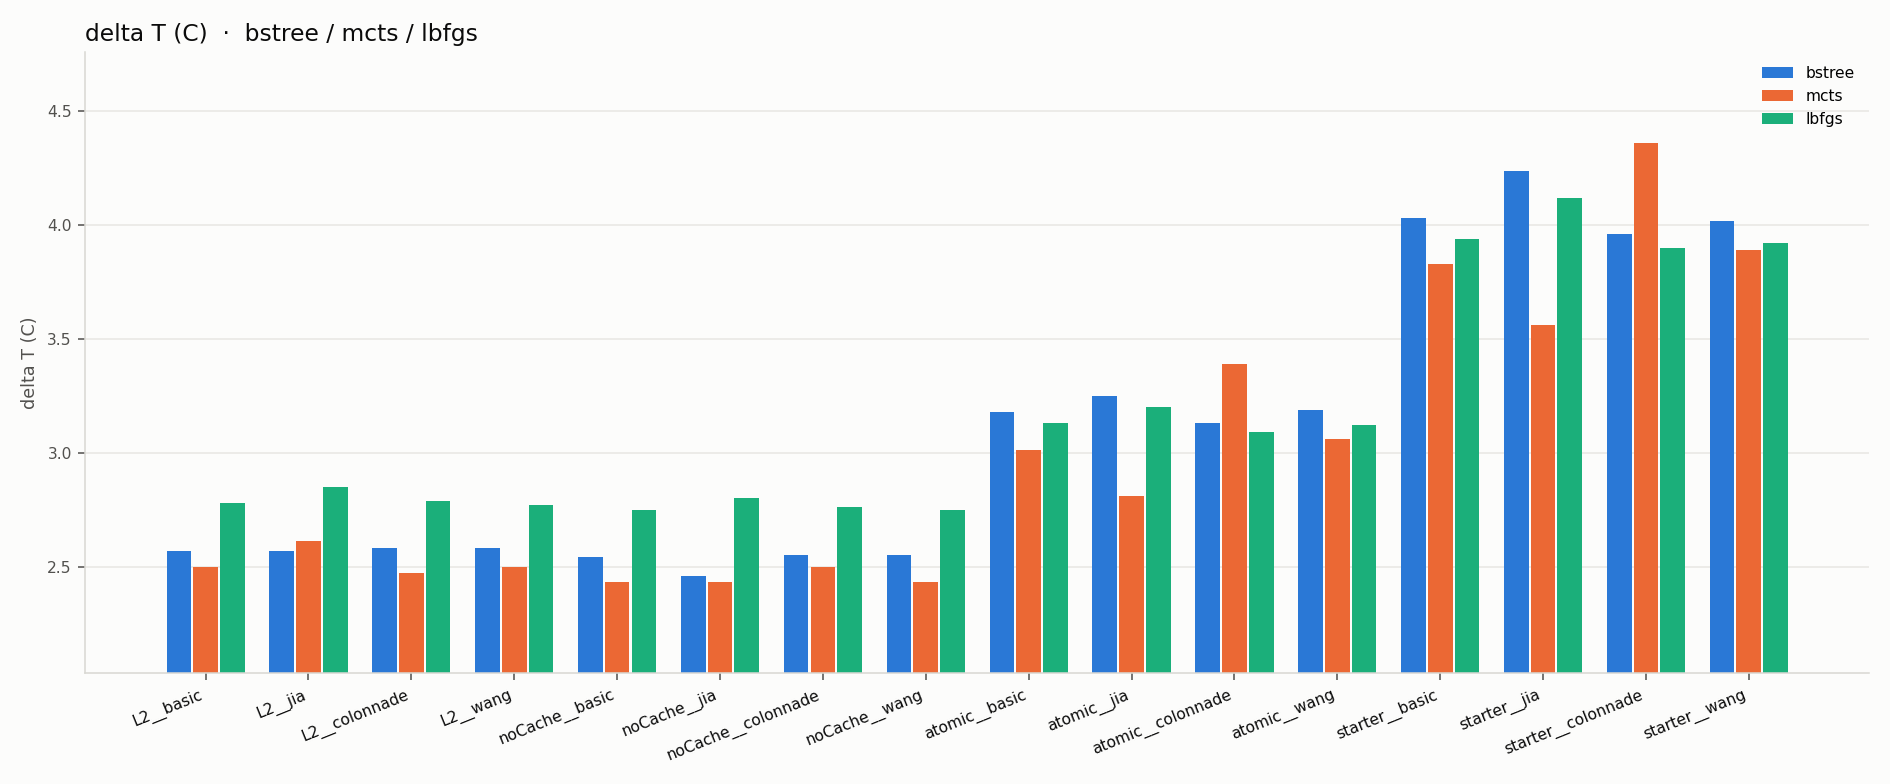 delta T (C)  ·  bstree / mcts / lbfgs
bstree
mcts
lbfgs
4.5
4.0
3.5
3.0
2.5
delta T (C)
L2__basic
L2__jia
L2__colonnade
L2__wang
noCache__basic
noCache__jia
noCache__colonnade
noCache__wang
atomic__basic
atomic__jia
atomic__colonnade
atomic__wang
starter__basic
starter__jia
starter__colonnade
starter__wang